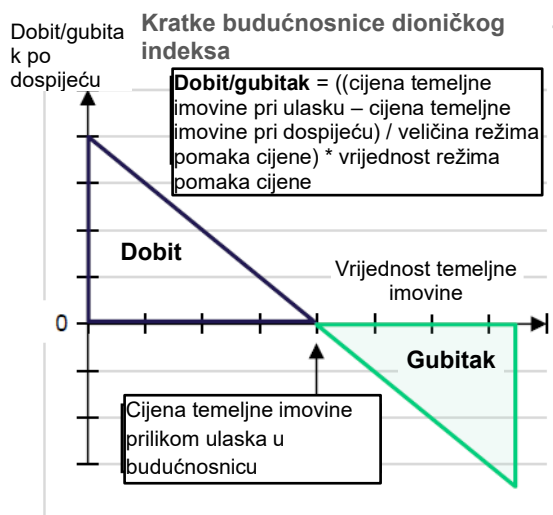 Dobit/gubita
k po
dospijeću
Kratke budućnosnice dioničkog
indeksa
Dobit/gubitak = ((cijena temeljne
imovine pri ulasku – cijena temeljne
imovine pri dospijeću) / veličina režima
pomaka cijene) * vrijednost režima
pomaka cijene
Dobit
Vrijednost temeljne
imovine
0
Gubitak
Cijena temeljne imovine
prilikom ulaska u
budućnosnicu